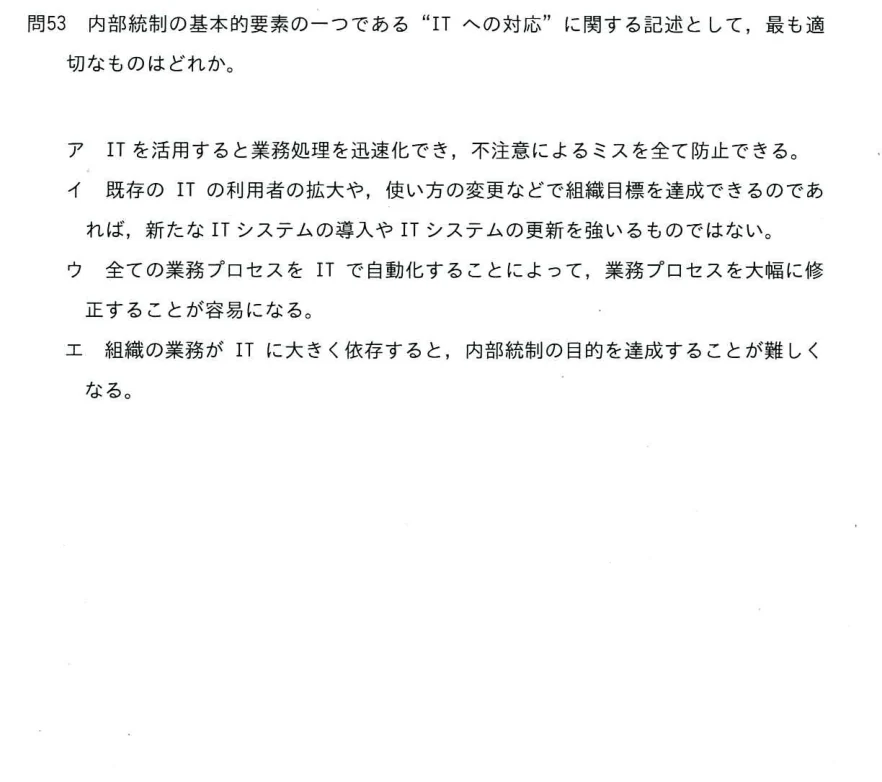 問53 内部統制の基本的要素の一つである“IT への対応”に関する記述として，最も適
切なものはどれか。
ア IT を活用すると業務処理を迅速化でき，不注意によるミスを全て防止できる。
イ 既存の IT の利用者の拡大や，使い方の変更などで組織目標を達成できるのであ
れば，新たな IT システムの導入や IT システムの更新を強いるものではない。
ウ 全ての業務プロセスを IT で自動化することによって，業務プロセスを大幅に修
正することが容易になる。
エ 組織の業務が IT に大きく依存すると，内部統制の目的を達成することが難しく
なる。